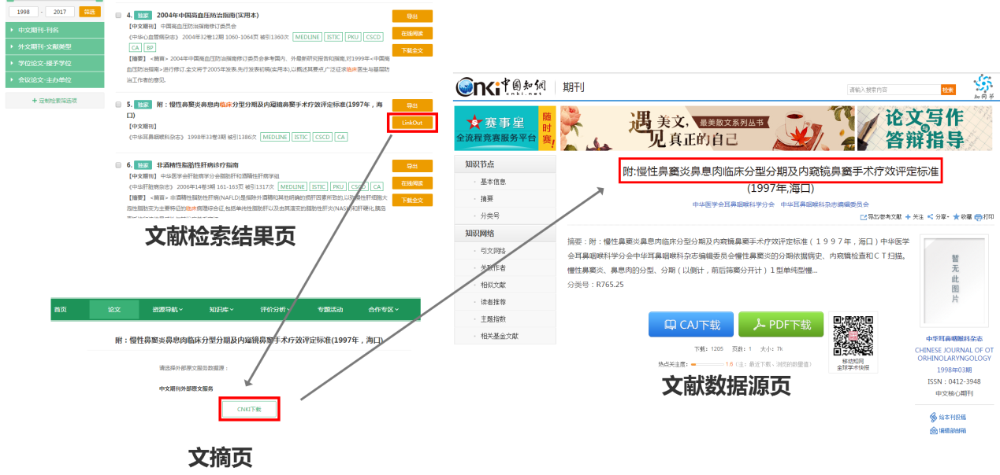 1998 - 2017 筛选
中文期刊-刊名
外文期刊-文献类型
学位论文-授予学位
会议论文-主办单位
+ 定制检索筛选项
4. 独家 2004年中国高血压防治指南(实用本)
【中文期刊】 中国高血压防治指南修订委员会
《中华心血管病杂志》 2004年32卷12期 1060-1064页 被引1360次 MEDLINE ISTIC PKU CSCD
CA BP
【摘要】 <篇首> 2004年中国高血压防治指南修订委员会参考国内、外最新研究报告和指南,对1999年<中国高
血压防治指南>进行修订.全文将于2005年发表.先行发表初稿(实用本),以概述其要点,广泛征求临床医生与基层防
治工作者的意见.
导出
在线阅读
下载全文
5. 独家 附：慢性鼻窦炎鼻息肉临床分型分期及内窥镜鼻窦手术疗效评定标准(1997年，海
口)
【中文期刊】
《中华耳鼻咽喉科杂志》 1998年33卷3期 被引1386次 MEDLINE ISTIC CSCD CA
导出
LinkOut
6. 独家 非酒精性脂肪性肝病诊疗指南
【中文期刊】 中华医学会肝脏病学分会脂肪肝和酒精性肝病学组
《中华肝脏病杂志》 2006年14卷3期 161-163页 被引1317次 MEDLINE ISTIC PKU CSCD CA
【摘要】 <篇首> 非酒精性脂肪性肝病(NAFLD)是指除外酒精和其他明确的损肝因素所致的,以弥漫性肝细胞大
泡性脂肪变为主要特征的临床病理综合征,包括单纯性脂肪肝以及由其演变的脂肪性肝炎(NASH)和肝硬化,胰岛
导出
在线阅读
下载全文
文献检索结果页
首页 论文 资源导航 知识库 评价分析 专题活动 合作专区
附：慢性鼻窦炎鼻息肉临床分型分期及内窥镜鼻窦手术疗效评定标准(1997年，海口)
请选择外部原文服务数据源：
中文期刊外部原文服务
CNKI下载
文摘页
Cnki中国知网
cnki.net
期刊
请输入搜索内容 检索
知网节
赛事星
全流程竞赛服务平台
随时赛!
遇见 美文，最美散文系列丛书
真正的自己
论文写作
与
答辩指导
知识节点
基本信息
摘要
分类号
知识网络
引文网络
关联作者
相似文献
读者推荐
主题指数
相关基金文献
附:慢性鼻窦炎鼻息肉临床分型分期及内窥镜鼻窦手术疗效评定标准
(1997年,海口)
中华医学会耳鼻咽喉科学分会 中华耳鼻咽喉科杂志编辑委员会
导出参考文献 + 关注 分享 收藏 打印
摘要：附：慢性鼻窦炎鼻息肉临床分型分期及内窥镜鼻窦手术疗效评定标准（１９９７年，海口）中华医学
会耳鼻咽喉科学分会中华耳鼻咽喉科杂志编辑委员会慢性鼻窦炎的分期依据病史、内窥镜检查和ＣＴ扫描。
慢性鼻窦炎、鼻息肉的分型、分期（以侧计，前后筛窦分开计）１型单纯型慢...
分类号：R765.25
CAJ下载 PDF下载
下载：1205 页数：1 大小：7k
热点关注度： 1.6（注：最近下载、浏览的数量值）
移动知网
全球学术快报
文献数据源页
暂无此图片
中华耳鼻咽喉科杂志
CHINESE JOURNAL OF OT
ORHINOLARYNGOLOGY
1998年03期
ISSN：0412-3948
中文核心期刊
给本刊投稿
编辑部邮箱